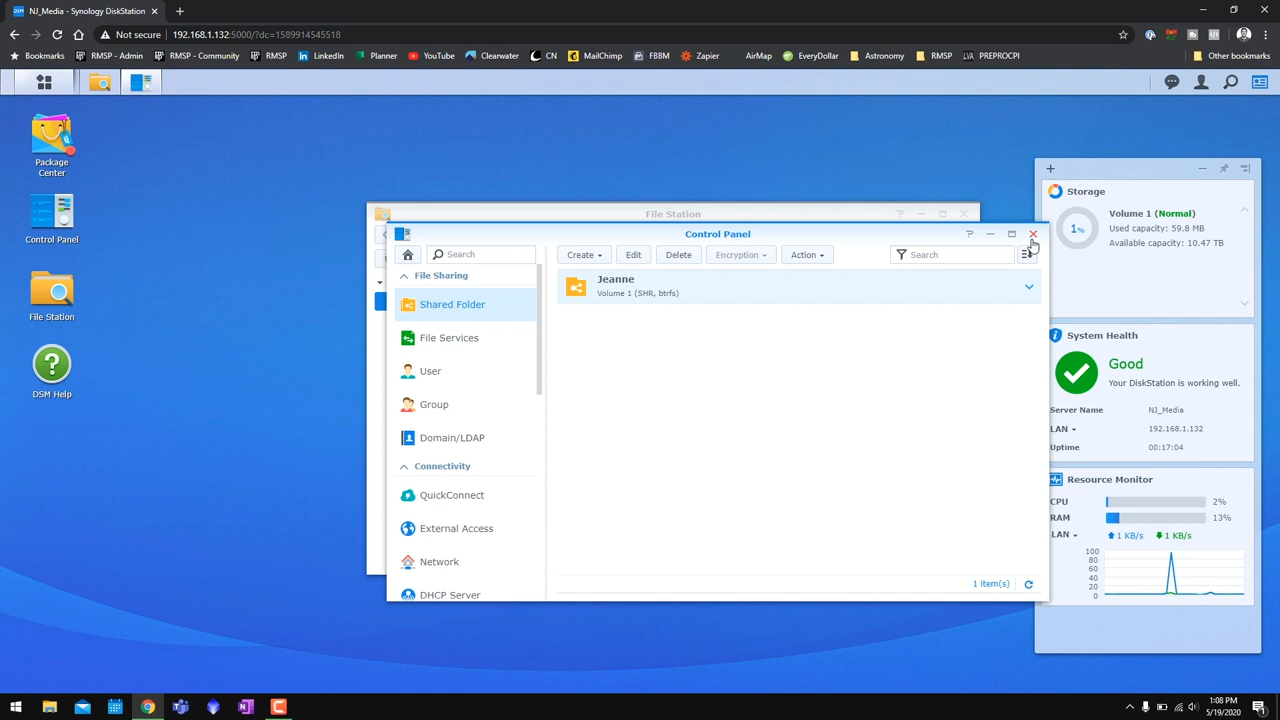 DSM NJ_Media - Synology DiskStation
Not secure 192.168.1.132:5000/?dc=1589914545518
Bookmarks RMSP - Admin RMSP - Community LinkedIn Planner YouTube Clearwater CN MailChimp FBBM Zapier AirMap EveryDollar Astronomy RMSP LVA PREPROCPI Other bookmarks
Package
Center
Control Panel
File Station
DSM Help
File Station
Control Panel
Search
Create Edit Delete Encryption Action Search
File Sharing
Shared Folder
File Services
User
Group
Domain/LDAP
Connectivity
QuickConnect
External Access
Network
DHCP Server
Jeanne
Volume 1 (SHR, btrfs)
1 item(s)
Storage
1%
Volume 1 (Normal)
Used capacity: 59.8 MB
Available capacity: 10.47 TB
System Health
Good
Your DiskStation is working well.
Server Name NJ_Media
LAN 192.168.1.132
Uptime 00:17:04
Resource Monitor
CPU 2%
RAM 13%
LAN 1 KB/s 1 KB/s
100
80
60
40
20
0
1:08 PM
5/19/2020